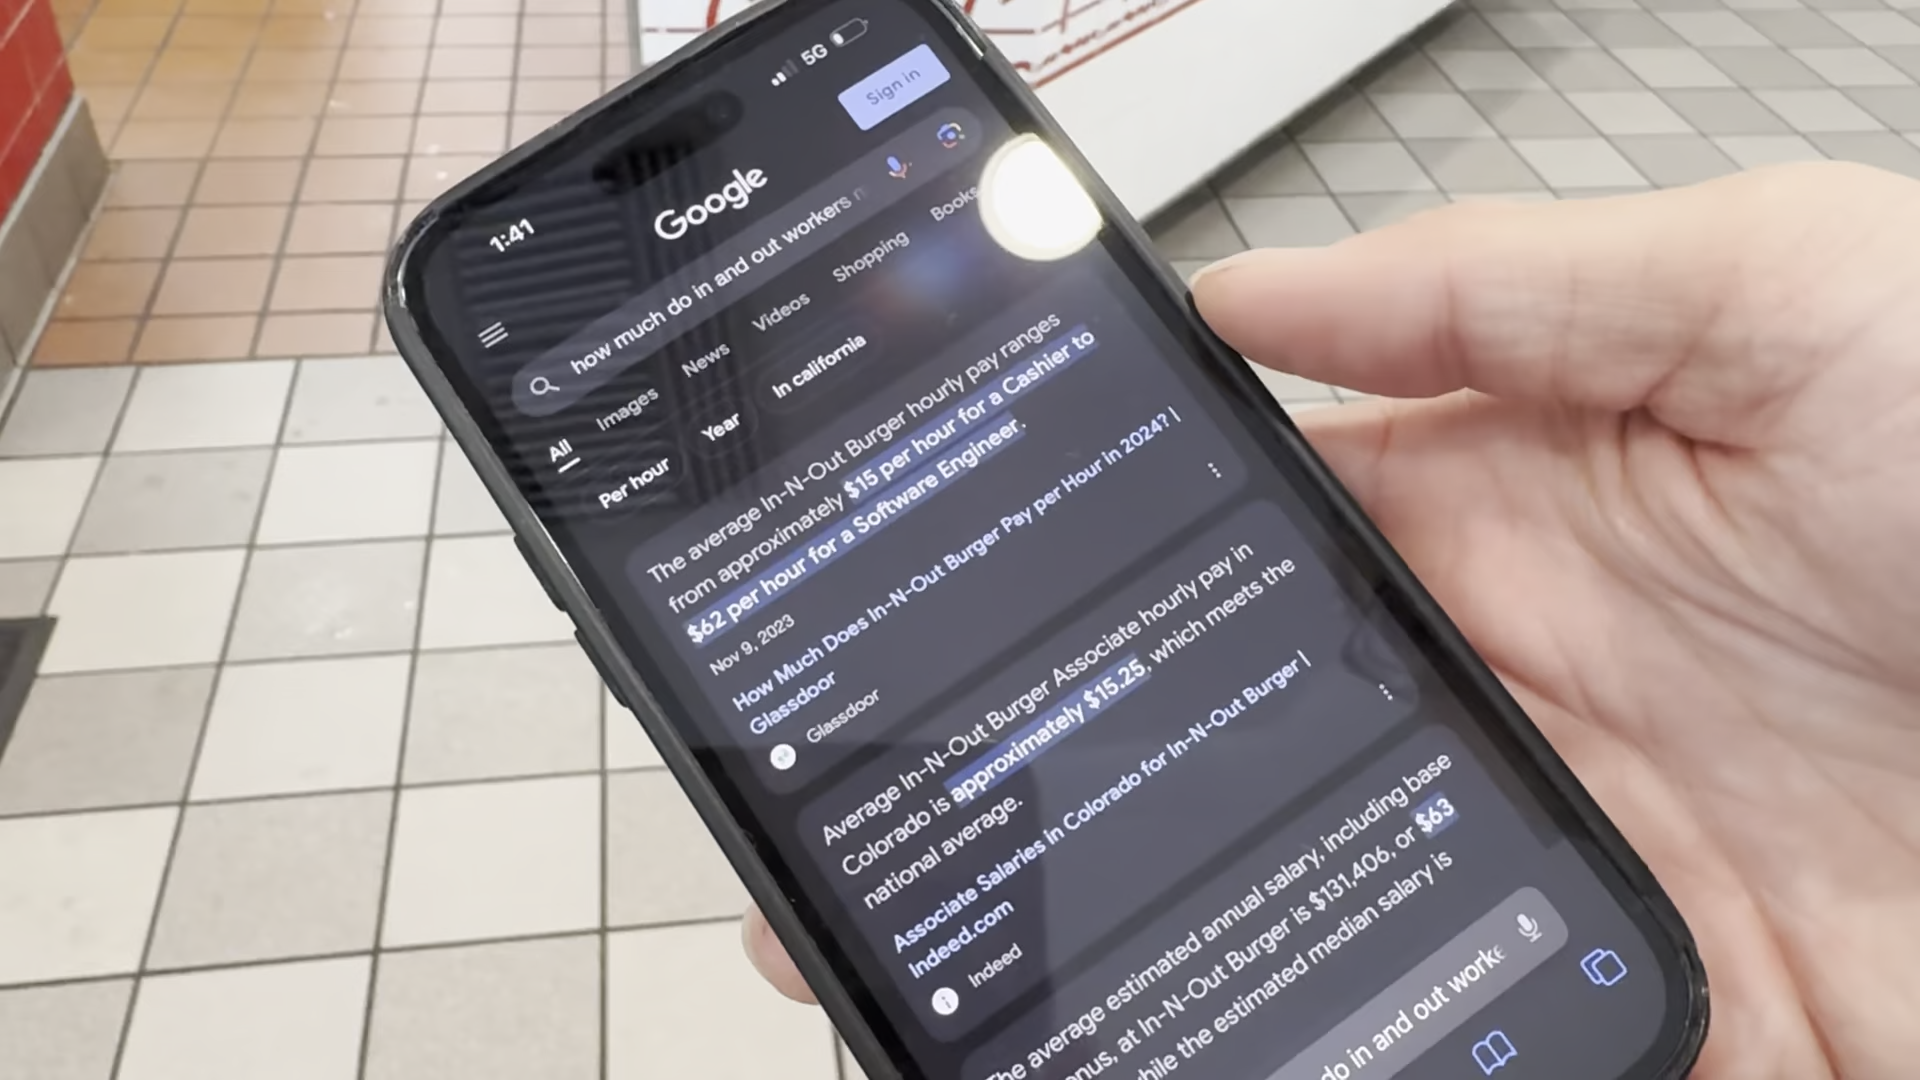 1:41
5G
Sign in
Google
how much do in and out workers
All
Images
News
Videos
Shopping
Books
Per hour
Year
In california
The average In-N-Out Burger hourly pay ranges
from approximately $15 per hour for a Cashier to
$62 per hour for a Software Engineer.
Nov 9, 2023
How Much Does In-N-Out Burger Pay per Hour in 2024? |
Glassdoor
Glassdoor
Average In-N-Out Burger Associate hourly pay in
Colorado is approximately $15.25, which meets the
national average.
Associate Salaries in Colorado for In-N-Out Burger |
Indeed.com
Indeed
The average estimated annual salary, including base
at In-N-Out Burger is $131,406, or $63
the estimated median salary is
do in and out